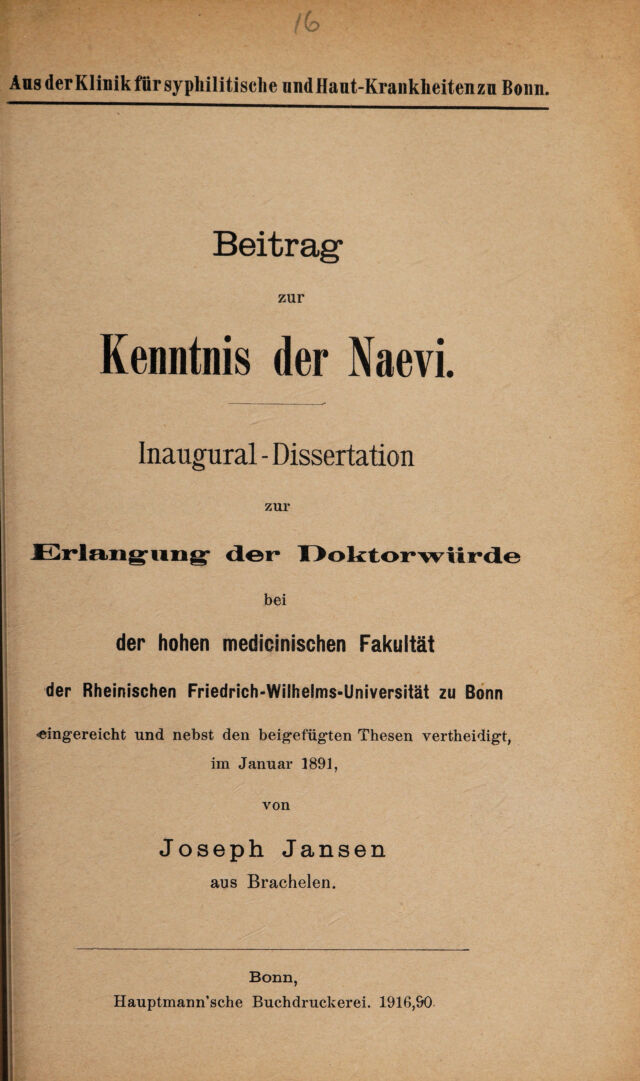 16
Aus der Klinik für syphilitische und Haut-Krankheiten zu Bonn.
Beitrag
zur
Kenntnis der Naevi.
Inaugural-Dissertation
zur
Erlangung der Doktorwürde
bei
der hohen medicinischen Fakultät
der Rheinischen Friedrich-Wilhelms-Universität zu Bonn
eingereicht und nebst den beigefügten Thesen vertheidigt,
im Januar 1891,
von
Joseph Jansen
aus Brachelen.
Bonn,
Hauptmann'sche Buchdruckerei. 1916,90.